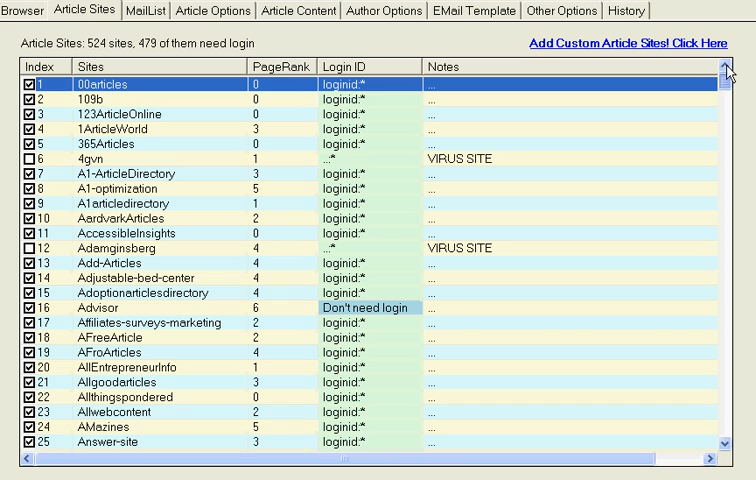 Browser Article Sites MailList Article Options Article Content Author Options EMail Template Other Options History
Article Sites: 524 sites, 479 of them need login Add Custom Article Sites! Click Here
Index Sites PageRank Login ID Notes
1 00articles 0 loginid:* ...
2 109b 0 loginid:* ...
3 123ArticleOnline 0 loginid:* ...
4 1ArticleWorld 3 loginid:* ...
5 365Articles 0 loginid:* ...
6 4gvn 1 ...:* VIRUS SITE
7 A1-ArticleDirectory 3 loginid:* ...
8 A1-optimization 5 loginid:* ...
9 A1articledirectory 1 loginid:* ...
10 AardvarkArticles 2 loginid:* ...
11 AccessibleInsights 0 loginid:* ...
12 Adamginsberg 4 ...:* VIRUS SITE
13 Add-Articles 4 loginid:* ...
14 Adjustable-bed-center 4 loginid:* ...
15 Adoptionarticlesdirectory 4 loginid:* ...
16 Advisor 6 Don't need login ...
17 Affiliates-surveys-marketing 2 loginid:* ...
18 AFreeArticle 2 loginid:* ...
19 AFroArticles 4 loginid:* ...
20 AllEntrepreneurInfo 1 loginid:* ...
21 Allgoodarticles 3 loginid:* ...
22 Allthingspondered 0 loginid:* ...
23 Allwebcontent 2 loginid:* ...
24 AMazines 5 loginid:* ...
25 Answer-site 3 loginid:* ...